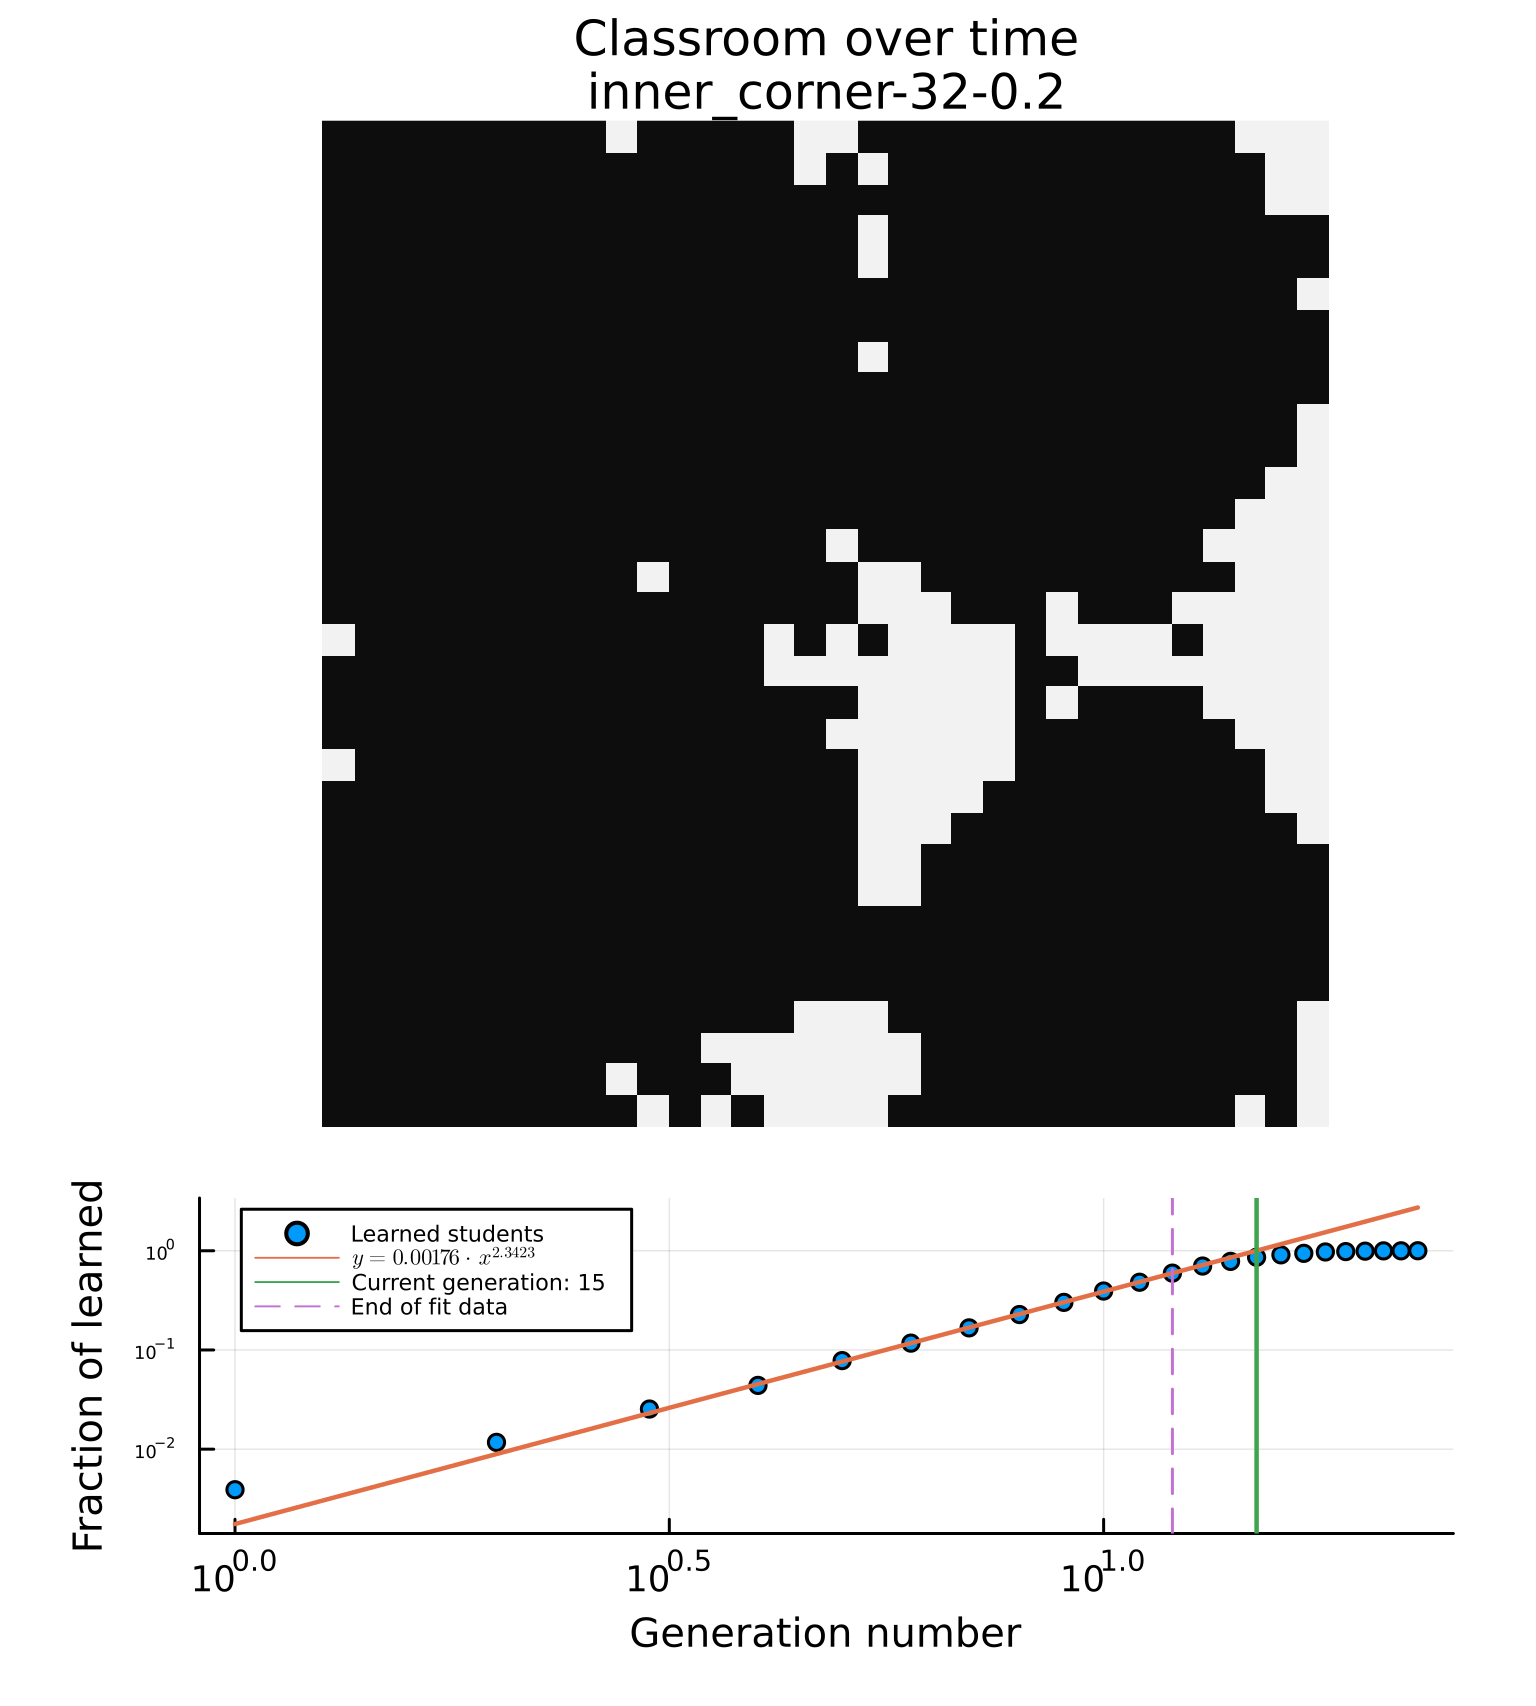 Classroom over time
inner_corner-32-0.2
Fraction of learned
10⁰
10⁻¹
10⁻²
Learned students
y = 0.00176 · x^2.3423
Current generation: 15
End of fit data
10^0.0
10^0.5
10^1.0
Generation number